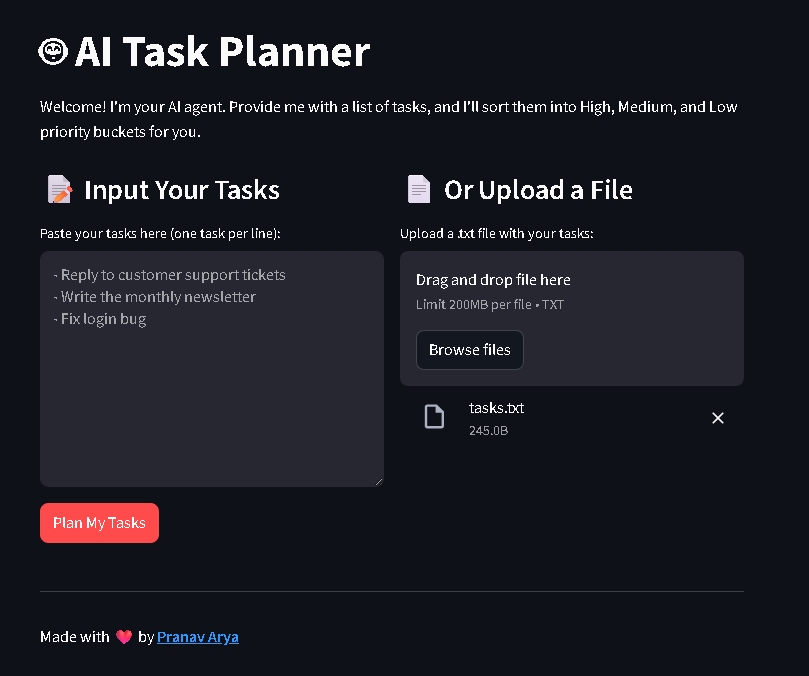 AI Task Planner
Welcome! I'm your AI agent. Provide me with a list of tasks, and I'll sort them into High, Medium, and Low
priority buckets for you.
Input Your Tasks
Paste your tasks here (one task per line):
- Reply to customer support tickets
- Write the monthly newsletter
- Fix login bug
Plan My Tasks
Or Upload a File
Upload a .txt file with your tasks:
Drag and drop file here
Limit 200MB per file • TXT
Browse files
tasks.txt
245.0B
Made with ❤️ by Pranav Arya